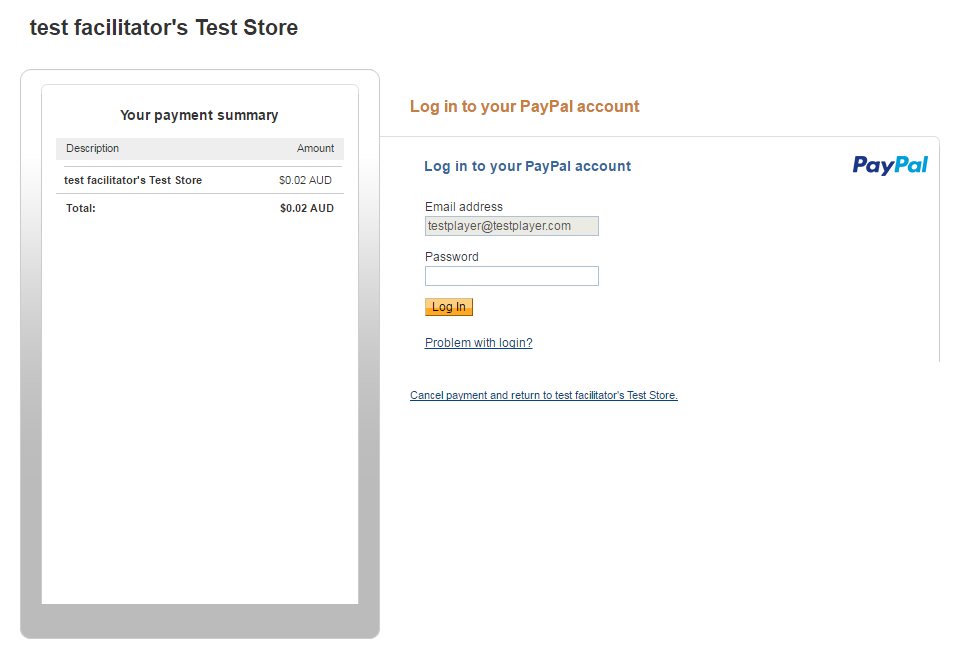 test facilitator's Test Store
Your payment summary
Description Amount
test facilitator's Test Store $0.02 AUD
Total: $0.02 AUD
Log in to your PayPal account
Log in to your PayPal account
PayPal
Email address
testplayer@testplayer.com
Password
Log In
Problem with login?
Cancel payment and return to test facilitator's Test Store.